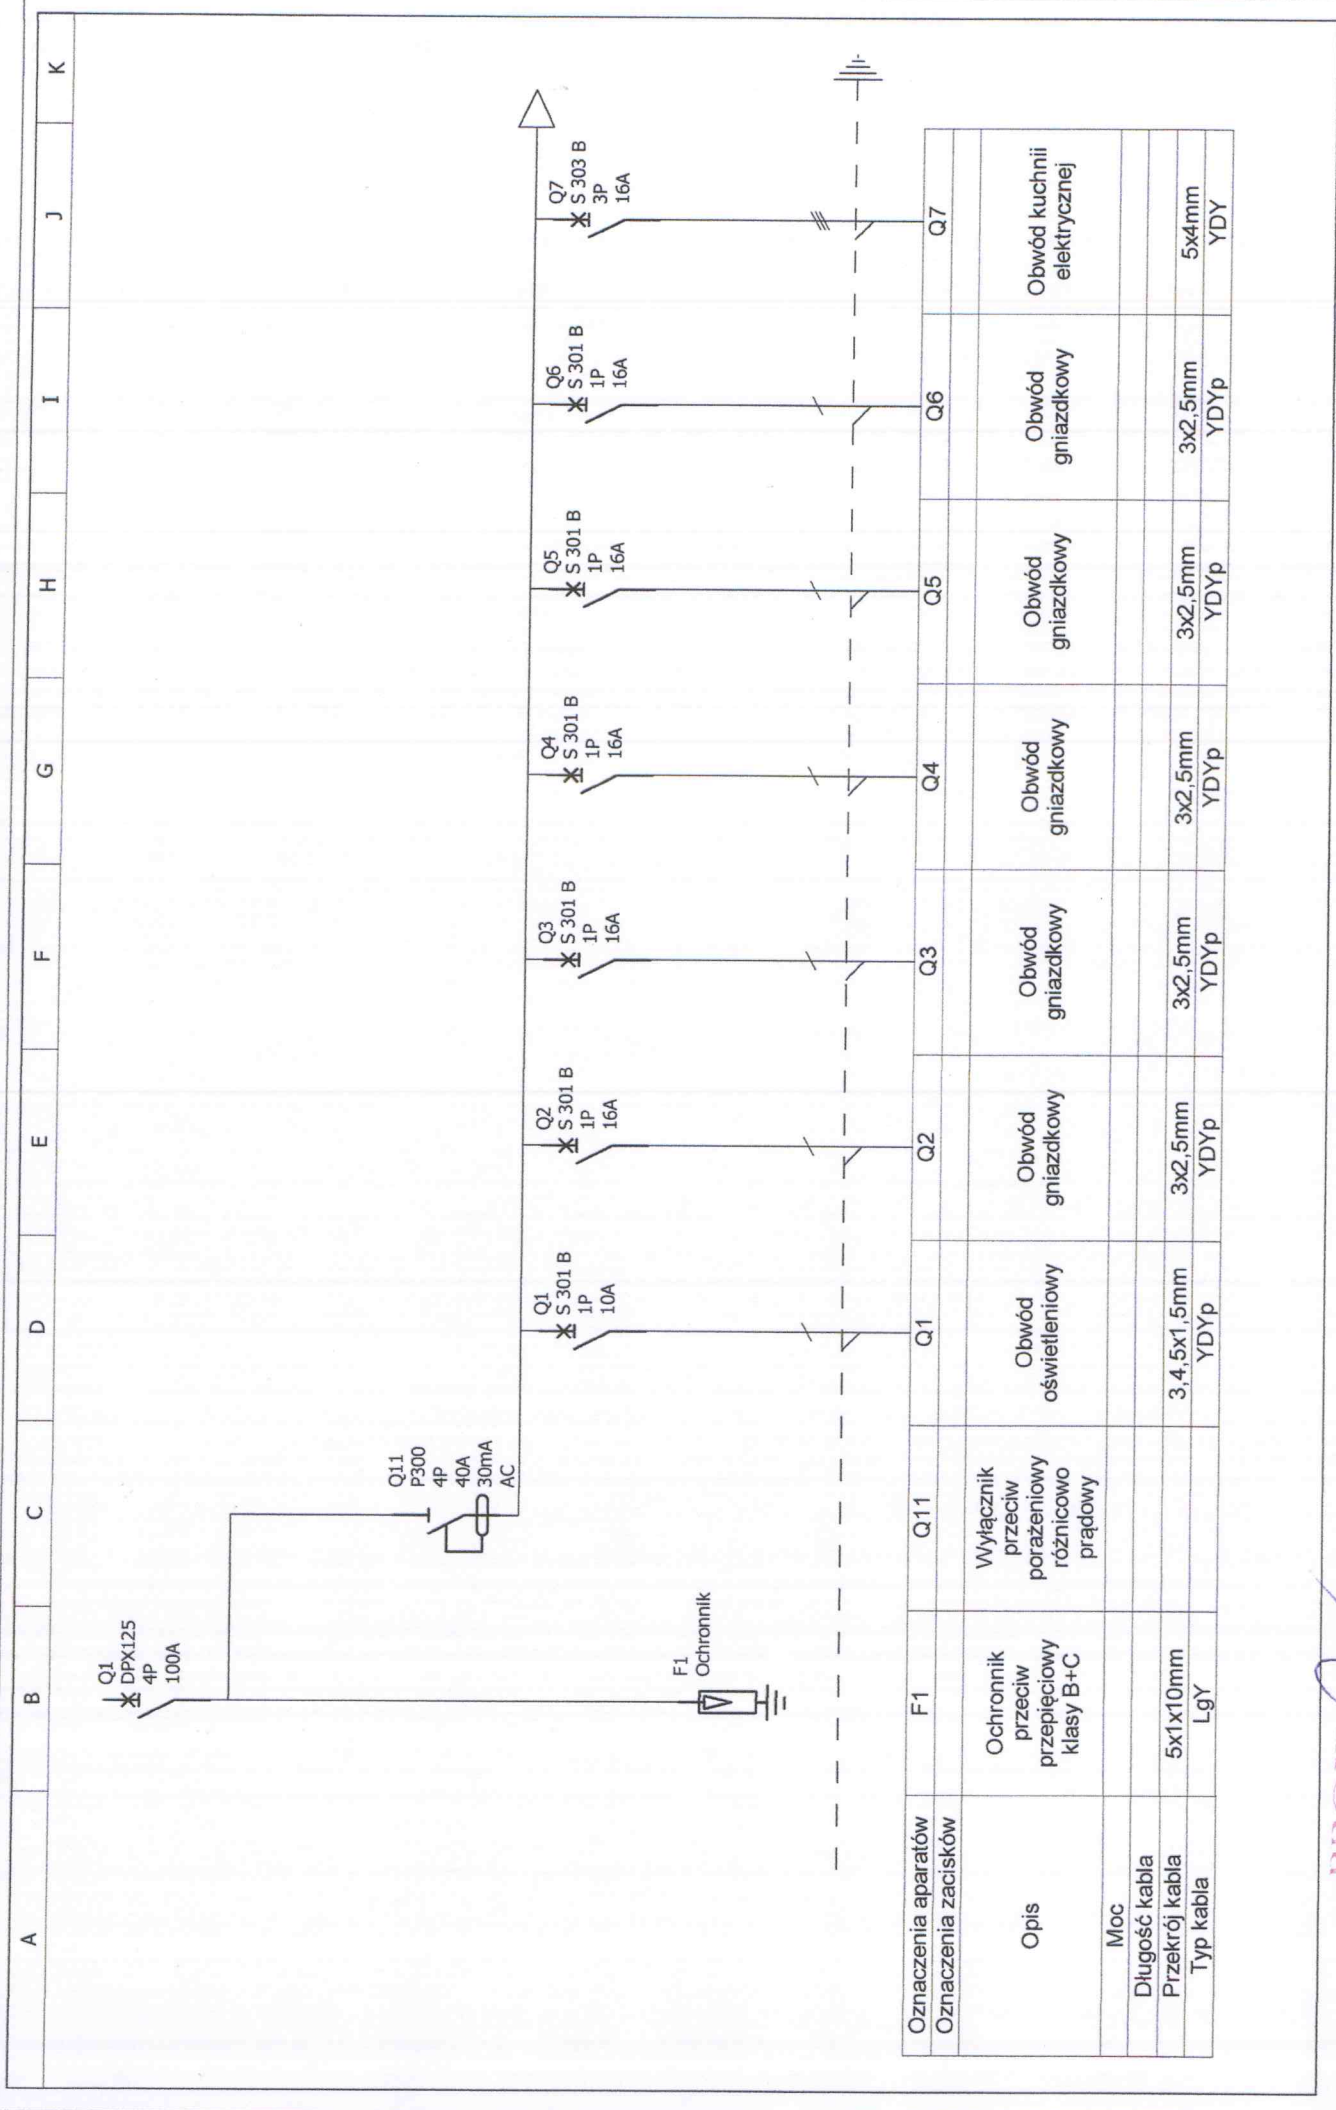 A
B
C
D
E
F
G
H
I
J
K
Q1
DPX125
4P
100A
Q11
P300
4P
40A
30mA
AC
F1
Ochronnik
Q1
S 301 B
1P
10A
Q2
S 301 B
1P
16A
Q3
S 301 B
1P
16A
Q4
S 301 B
1P
16A
Q5
S 301 B
1P
16A
Q6
S 301 B
1P
16A
Q7
S 303 B
3P
16A
Oznaczenia aparatów
F1
Q11
Q1
Q2
Q3
Q4
Q5
Q6
Q7
Oznaczenia zacisków
Opis
Ochronnik
przeciw
przepięciowy
klasy B+C
Wyłącznik
przeciw
porażeniowy
różnicowo
prądowy
Obwód
oświetleniowy
Obwód
gniazdkowy
Obwód
gniazdkowy
Obwód
gniazdkowy
Obwód
gniazdkowy
Obwód
gniazdkowy
Obwód kuchnii
elektrycznej
Moc
Długość kabla
Przekrój kabla
5x1x10mm
3,4,5x1,5mm
3x2,5mm
3x2,5mm
3x2,5mm
3x2,5mm
3x2,5mm
5x4mm
Typ kabla
LgY
YDYp
YDYp
YDYp
YDYp
YDYp
YDYp
YDY